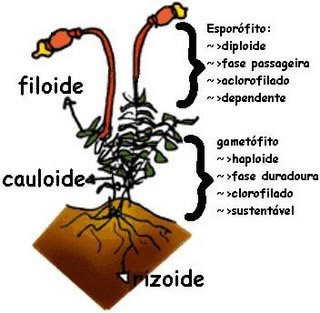 Esporófito:
~>diploide
~>fase passageira
~>aclorofilado
~>dependente
filoide
gametófito
~>haploide
~>fase duradoura
~>clorofilado
~>sustentável
cauloide
rizoide